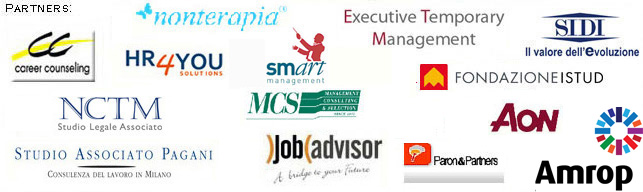 PARTNERS:
nonterapia®
Executive Temporary
Management
SIDI
Il valore dell'evoluzione
CC
career counseling
HR4YOU
SOLUTIONS
smart
management
FONDAZIONEISTUD
NCTM
Studio Legale Associato
MCS
MANAGEMENT
CONSULTING
& SELECTION
AON
STUDIO ASSOCIATO PAGANI
CONSULENZA DEL LAVORO IN MILANO
)Job(advisor
A bridge to your Future
Paron&Partners
Amrop